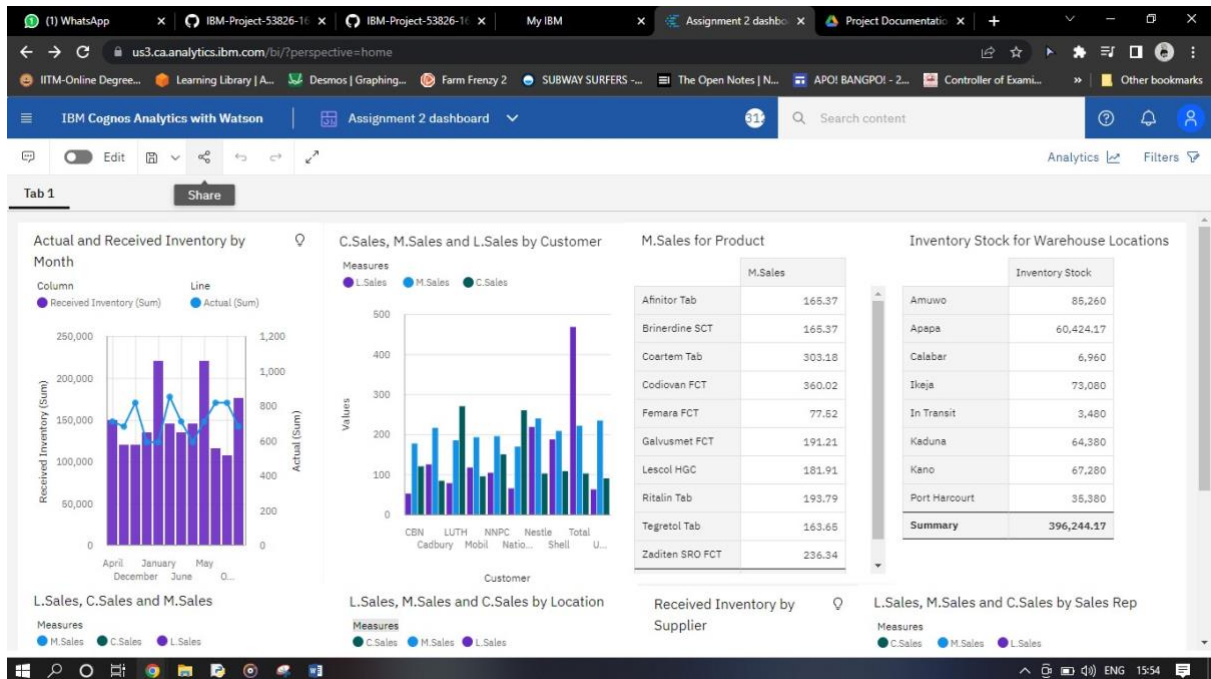 (1) WhatsApp
IBM-Project-53826-16
IBM-Project-53826-16
My IBM
Assignment 2 dashbo
Project Documentatio
us3.ca.analytics.ibm.com/bi/?perspective=home
IITM-Online Degree...
Learning Library | A...
Desmos | Graphing...
Farm Frenzy 2
SUBWAY SURFERS -...
The Open Notes | N...
APO! BANGPO! - 2...
Controller of Exami...
»
Other bookmarks
IBM Cognos Analytics with Watson
Assignment 2 dashboard
Search content
Edit
Analytics
Filters
Tab 1
Share
Actual and Received Inventory by
Month
Column
Line
Received Inventory (Sum)
Actual (Sum)
250,000
200,000
150,000
100,000
50,000
0
1,200
1,000
800
600
400
200
0
Received Inventory (Sum)
Actual (Sum)
April January May
December June O...
C.Sales, M.Sales and L.Sales by Customer
Measures
L.Sales M.Sales C.Sales
500
400
300
200
100
0
Values
CBN LUTH NNPC Nestle Total
Cadbury Mobil Natio... Shell U...
Customer
M.Sales for Product
M.Sales
Afinitor Tab 165.37
Brinerdine SCT 165.37
Coartem Tab 303.18
Codiovan FCT 360.02
Femara FCT 77.52
Galvusmet FCT 191.21
Lescol HGC 181.91
Ritalin Tab 193.79
Tegretol Tab 163.65
Zaditen SRO FCT 236.34
Inventory Stock for Warehouse Locations
Inventory Stock
Amuwo 85,260
Apapa 60,424.17
Calabar 6,960
Ikeja 73,080
In Transit 3,480
Kaduna 64,380
Kano 67,280
Port Harcourt 35,380
Summary 396,244.17
L.Sales, C.Sales and M.Sales
Measures
M.Sales C.Sales L.Sales
L.Sales, M.Sales and C.Sales by Location
Measures
C.Sales M.Sales L.Sales
Received Inventory by
Supplier
L.Sales, M.Sales and C.Sales by Sales Rep
Measures
C.Sales M.Sales L.Sales
ENG 15:54